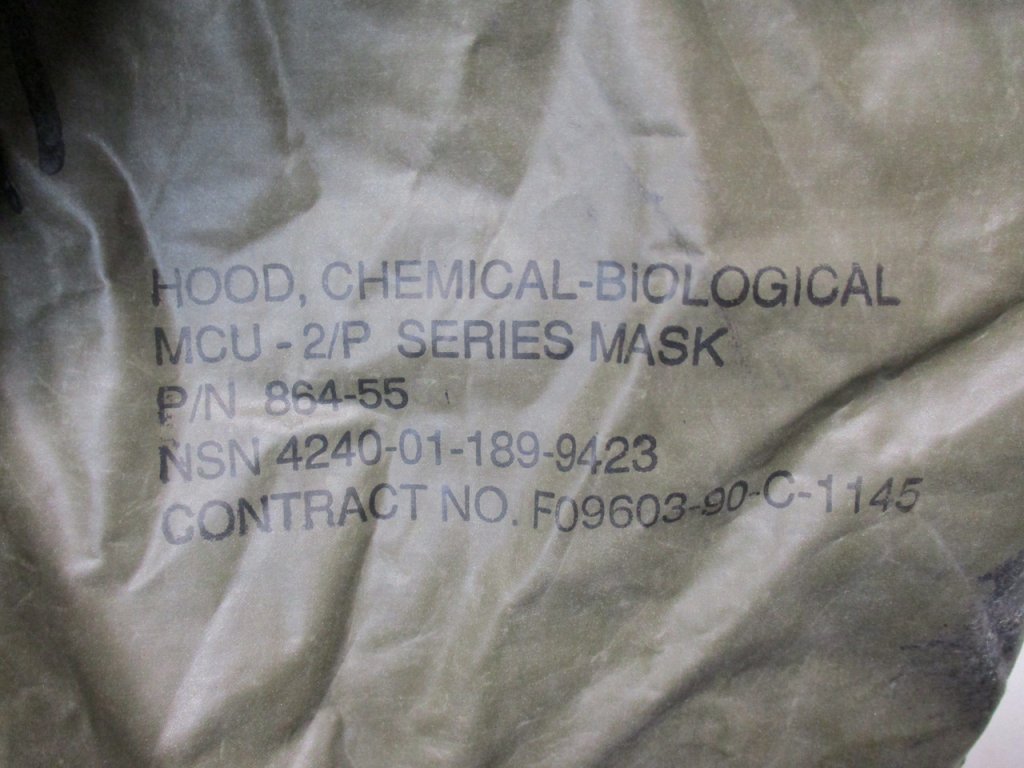 HOOD, CHEMICAL-BIOLOGICAL
MCU - 2/P SERIES MASK
P/N 864-55
NSN 4240-01-189-9423
CONTRACT NO. F09603-90-C-1145